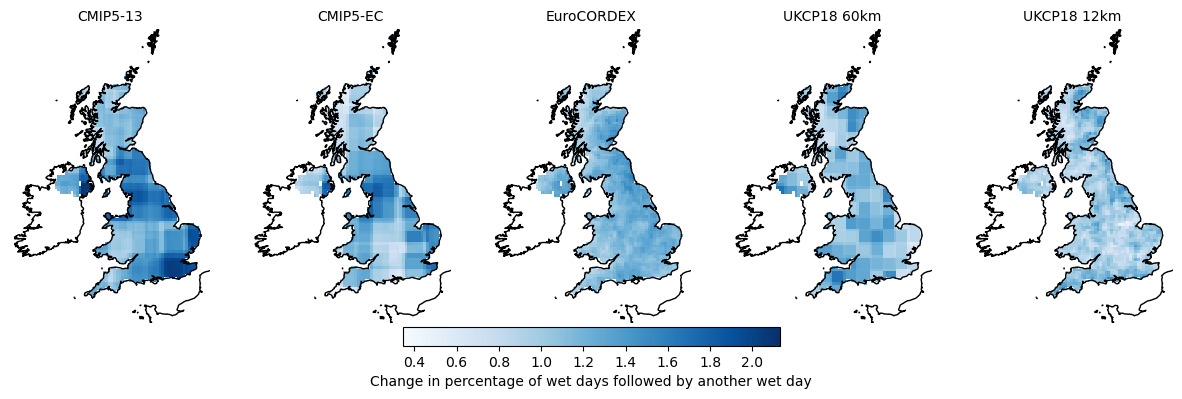 CMIP5-13 CMIP5-EC EuroCORDEX UKCP18 60km UKCP18 12km
0.4 0.6 0.8 1.0 1.2 1.4 1.6 1.8 2.0
Change in percentage of wet days followed by another wet day